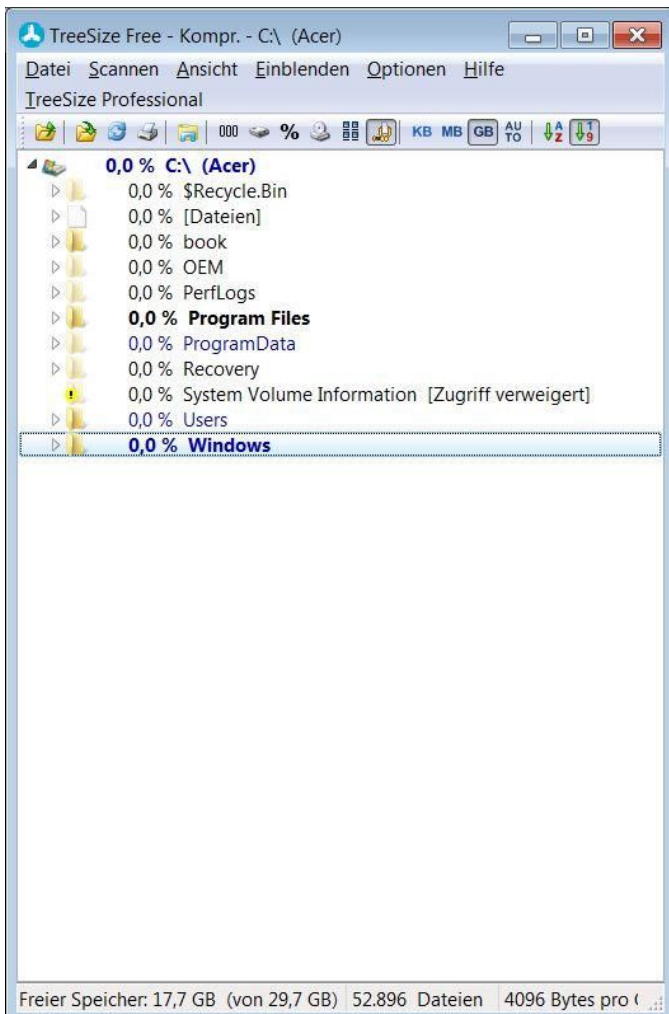 TreeSize Free - Kompr. - C:\ (Acer)
Datei Scannen Ansicht Einblenden Optionen Hilfe
TreeSize Professional
000 % KB MB GB AU TO A Z 1 9
0,0 % C:\ (Acer)
0,0 % $Recycle.Bin
0,0 % [Dateien]
0,0 % book
0,0 % OEM
0,0 % PerfLogs
0,0 % Program Files
0,0 % ProgramData
0,0 % Recovery
0,0 % System Volume Information [Zugriff verweigert]
0,0 % Users
0,0 % Windows
Freier Speicher: 17,7 GB (von 29,7 GB) 52.896 Dateien 4096 Bytes pro